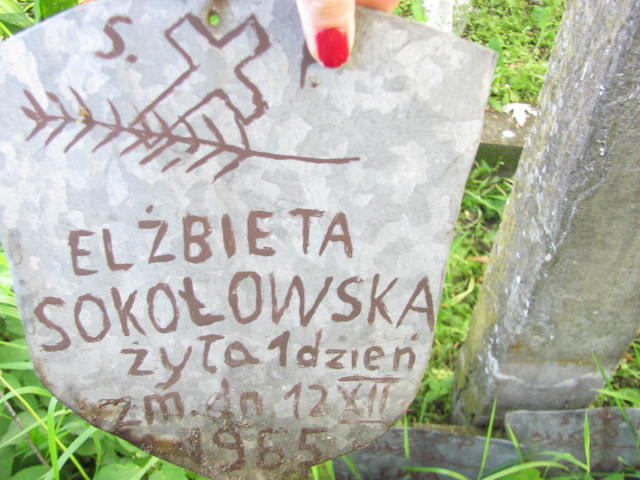 S. P.
ELŻBIETA
SOKOŁOWSKA
żyła 1 dzień
zm. dn. 12 XII
1965